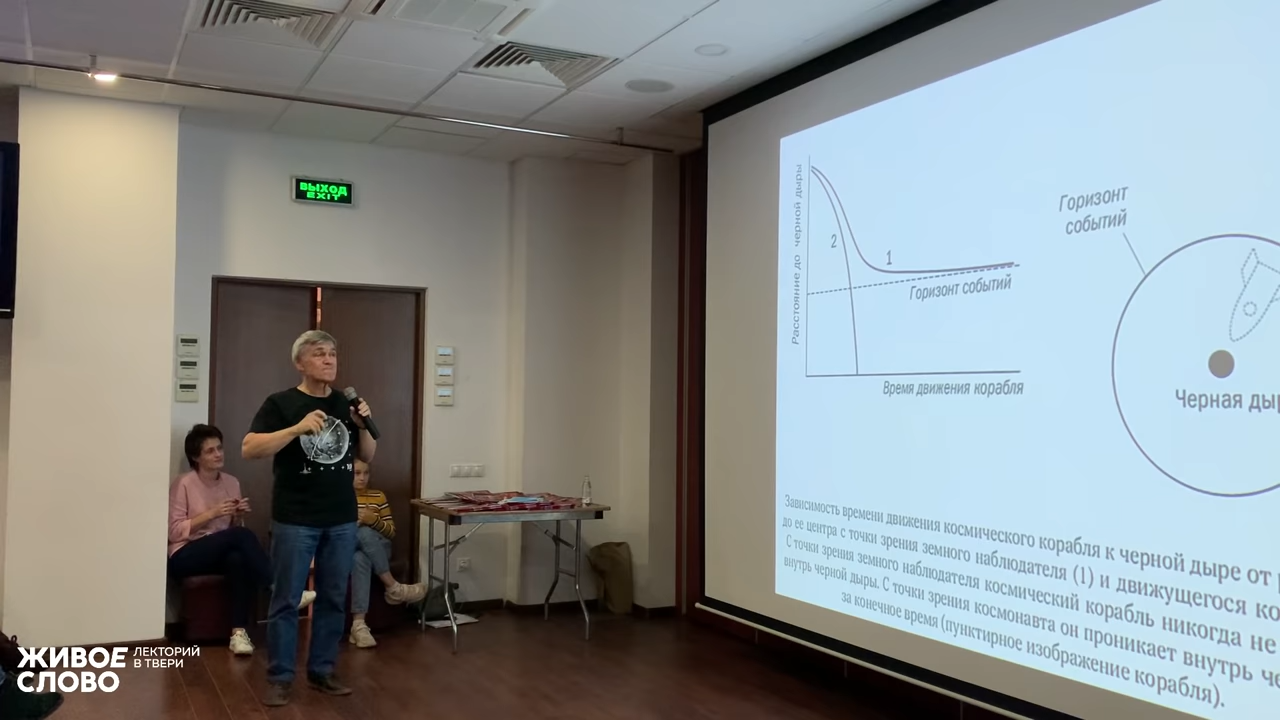 ВЫХОД
EXIT
Расстояние до черной дыры
2
1
Горизонт событий
Время движения корабля
Горизонт
событий
Черная
Зависимость времени движения космического корабля к черной дыре от
до ее центра с точки зрения земного наблюдателя (1) и движущегося
С точки зрения земного наблюдателя космический корабль никогда не
внутрь черной дыры. С точки зрения космонавта он проникает внутрь
за конечное время (пунктирное изображение корабля).
ЖИВОЕ
СЛОВО
ЛЕКТОРИЙ
В ТВЕРИ